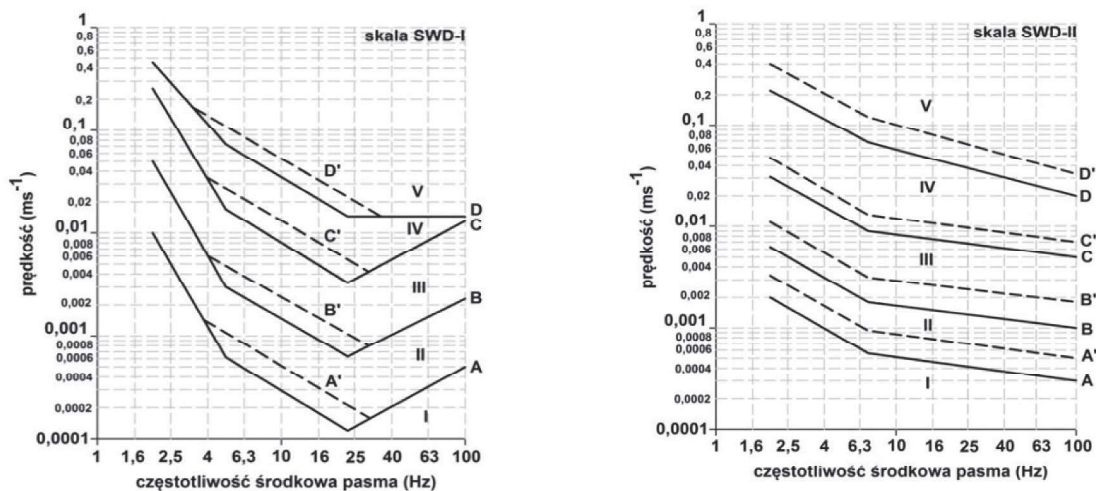 skala SWD-I
prędkość (ms⁻¹)
1
0,8
0,6
0,4
0,2
0,1
0,08
0,06
0,04
0,02
0,01
0,008
0,006
0,004
0,002
0,001
0,0008
0,0006
0,0004
0,0002
0,0001
D'
V
D
C
IV
C'
III
B
B'
II
A
A'
I
1 1,6 2,5 4 6,3 10 16 25 40 63 100
częstotliwość środkowa pasma (Hz)
skala SWD-II
prędkość (ms⁻¹)
1
0,8
0,6
0,4
0,2
0,1
0,08
0,06
0,04
0,02
0,01
0,008
0,006
0,004
0,002
0,001
0,0008
0,0006
0,0004
0,0002
0,0001
V
D'
D
IV
C'
C
III
B'
B
II
A'
A
I
1 1,6 2,5 4 6,3 10 16 25 40 63 100
częstotliwość środkowa pasma (Hz)